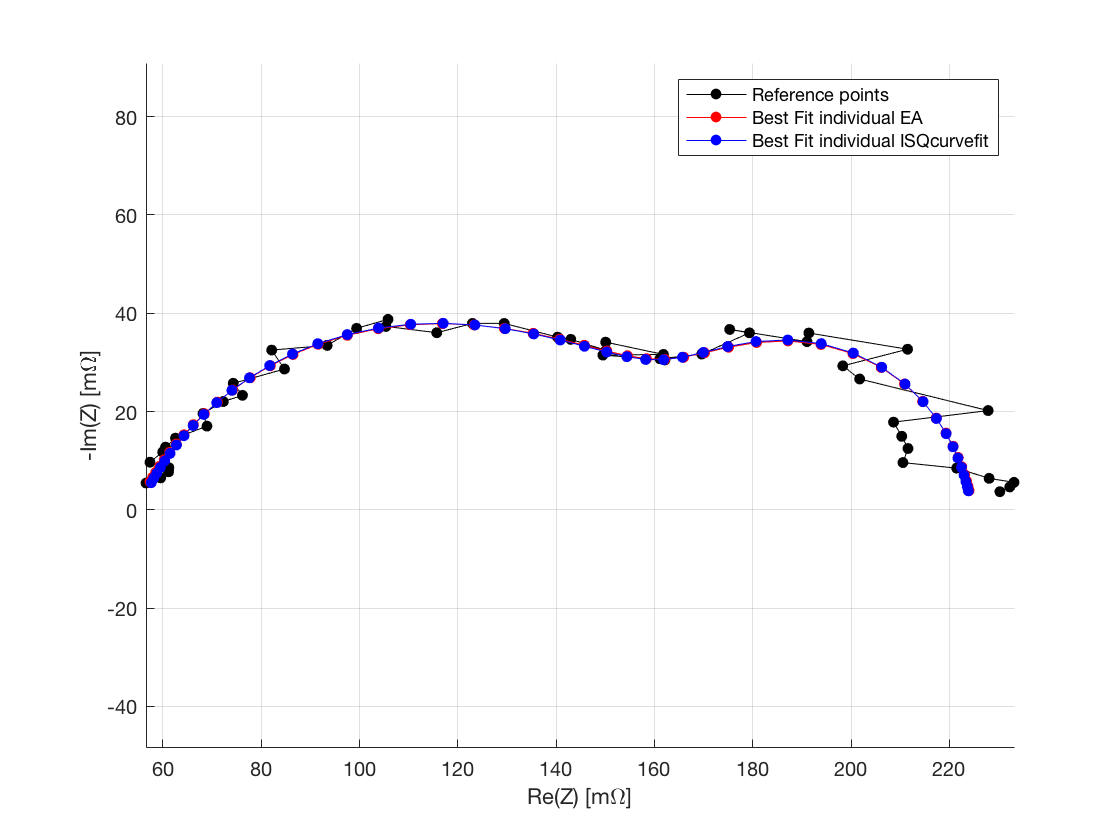 Reference points
Best Fit individual EA
Best Fit individual ISQcurvefit
80
60
40
20
0
-20
-40
-Im(Z) [mΩ]
60 80 100 120 140 160 180 200 220
Re(Z) [mΩ]